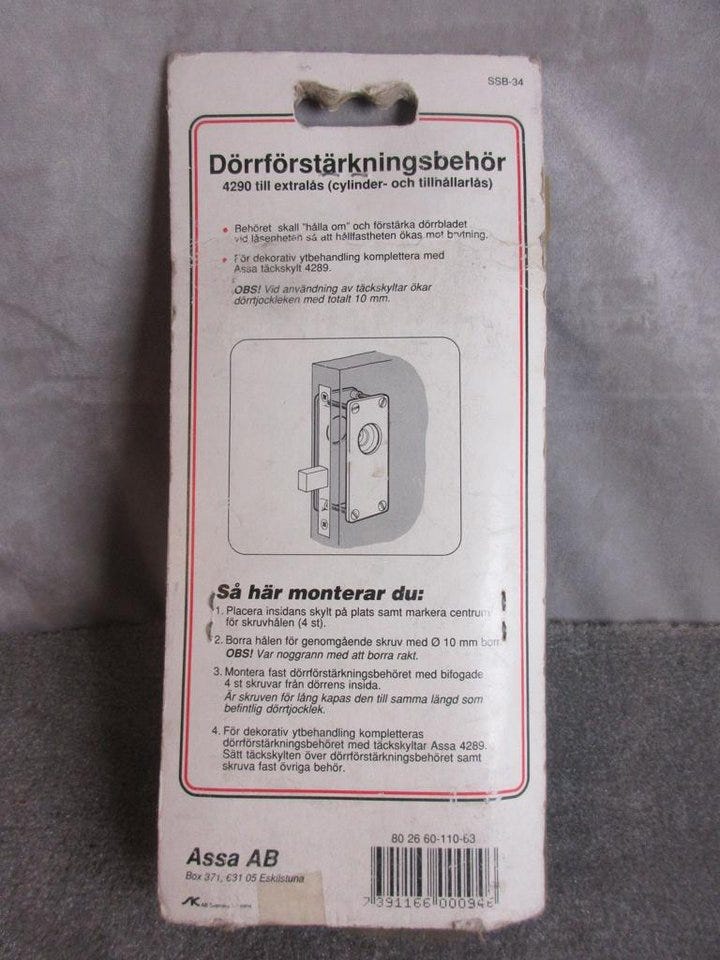 SSB-34
Dörrförstärkningsbehör
4290 till extralås (cylinder- och tillhållarlås)
• Behöret skall "hålla om" och förstärka dörrbladet
vid låsenheten så att hållfastheten ökas mot brytning.
• För dekorativ ytbehandling komplettera med
Assa täckskylt 4289.
OBS! Vid användning av täckskyltar ökar
dörrtjockleken med totalt 10 mm.
Så här monterar du:
1. Placera insidans skylt på plats samt markera centrum
för skruvhålen (4 st).
2. Borra hålen för genomgående skruv med Ø 10 mm borr.
OBS! Var noggrann med att borra rakt.
3. Montera fast dörrförstärkningsbehöret med bifogade
4 st skruvar från dörrens insida.
Är skruven för lång kapas den till samma längd som
befintlig dörrtjocklek.
4. För dekorativ ytbehandling kompletteras
dörrförstärkningsbehöret med täckskyltar Assa 4289.
Sätt täckskylten över dörrförstärkningsbehöret samt
skruva fast övriga behör.
80 26 60-110-63
Assa AB
Box 371, 631 05 Eskilstuna
7 391166 000946